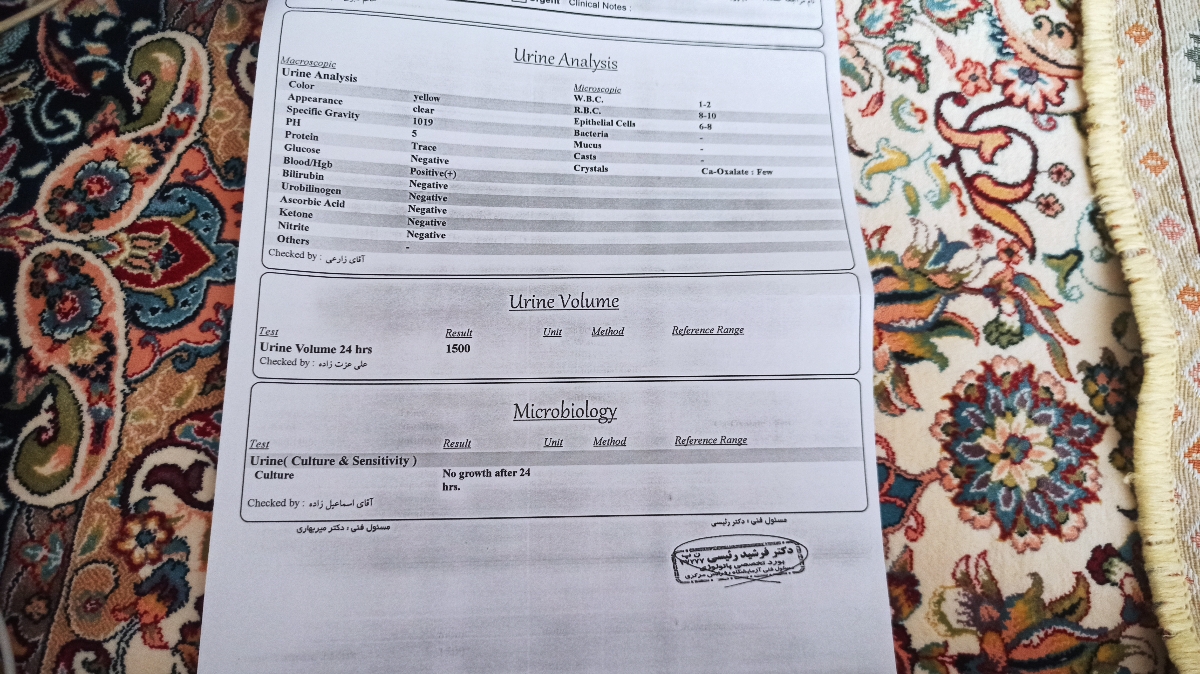 Urgent Clinical Notes :
Urine Analysis
Macroscopic Microscopic
Urine Analysis
Color yellow W.B.C. 1-2
Appearance clear R.B.C. 8-10
Specific Gravity 1019 Epithelial Cells 6-8
PH 5 Bacteria -
Protein Trace Mucus -
Glucose Negative Casts -
Blood/Hgb Positive(+) Crystals Ca-Oxalate : Few
Bilirubin Negative
Urobilinogen Negative
Ascorbic Acid Negative
Ketone Negative
Nitrite Negative
Others -
Checked by : آقای زارعی
Urine Volume
Test Result Unit Method Reference Range
Urine Volume 24 hrs 1500
Checked by : علی عزت زاده
Microbiology
Test Result Unit Method Reference Range
Urine( Culture & Sensitivity )
Culture No growth after 24
hrs.
Checked by : آقای اسماعیل زاده
مسئول فنی : دکتر رئیسی
مسئول فنی : دکتر میربهاری
دکتر فرشید رئیسی
بورد تخصصی پاتولوژی